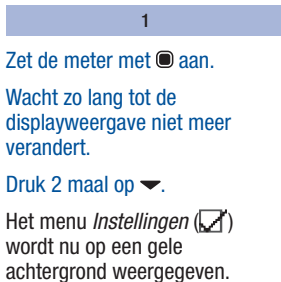 1
Zet de meter met aan.
Wacht zo lang tot de
displayweergave niet meer
verandert.
Druk 2 maal op .
Het menu Instellingen ( )
wordt nu op een gele
achtergrond weergegeven.